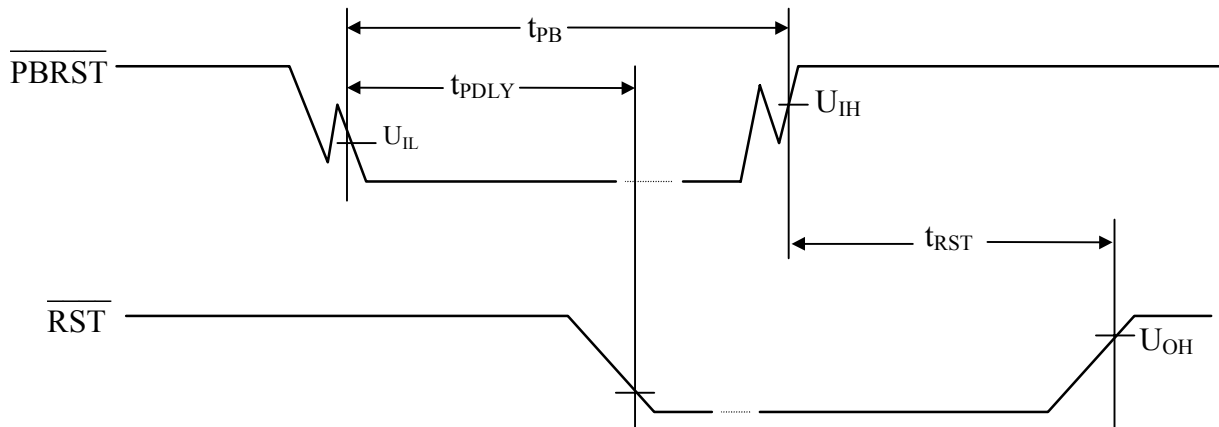 t_PB
PBRST
t_PDLY
U_IH
U_IL
t_RST
RST
U_OH